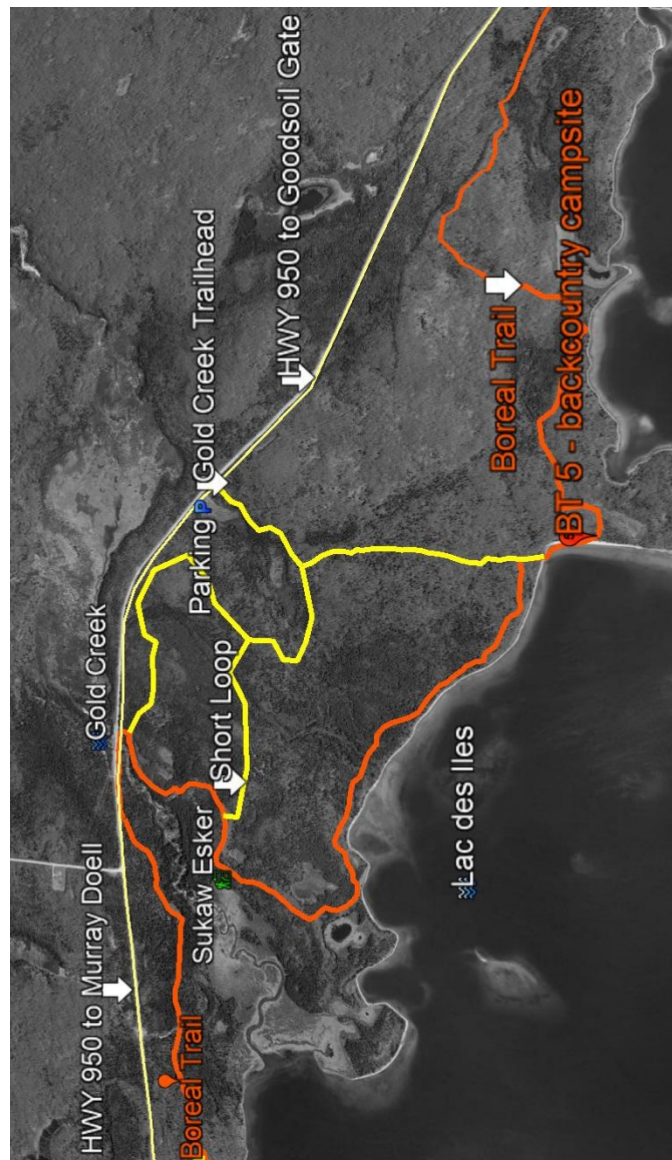 HWY 950 to Murray Doell
Gold Creek
Parking
P
Gold Creek Trailhead
HWY 950 to Goodsoil Gate
Boreal Trail
Sukaw Esker
Short Loop
Boreal Trail
BT 5 - backcountry campsite
Lac des Iles